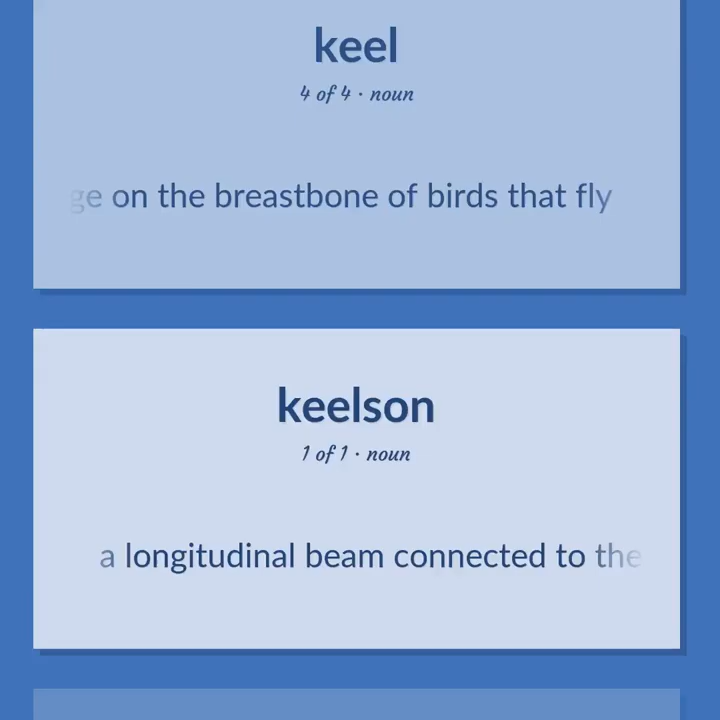 keel
4 of 4 · noun
ge on the breastbone of birds that fly
keelson
1 of 1 · noun
a longitudinal beam connected to the